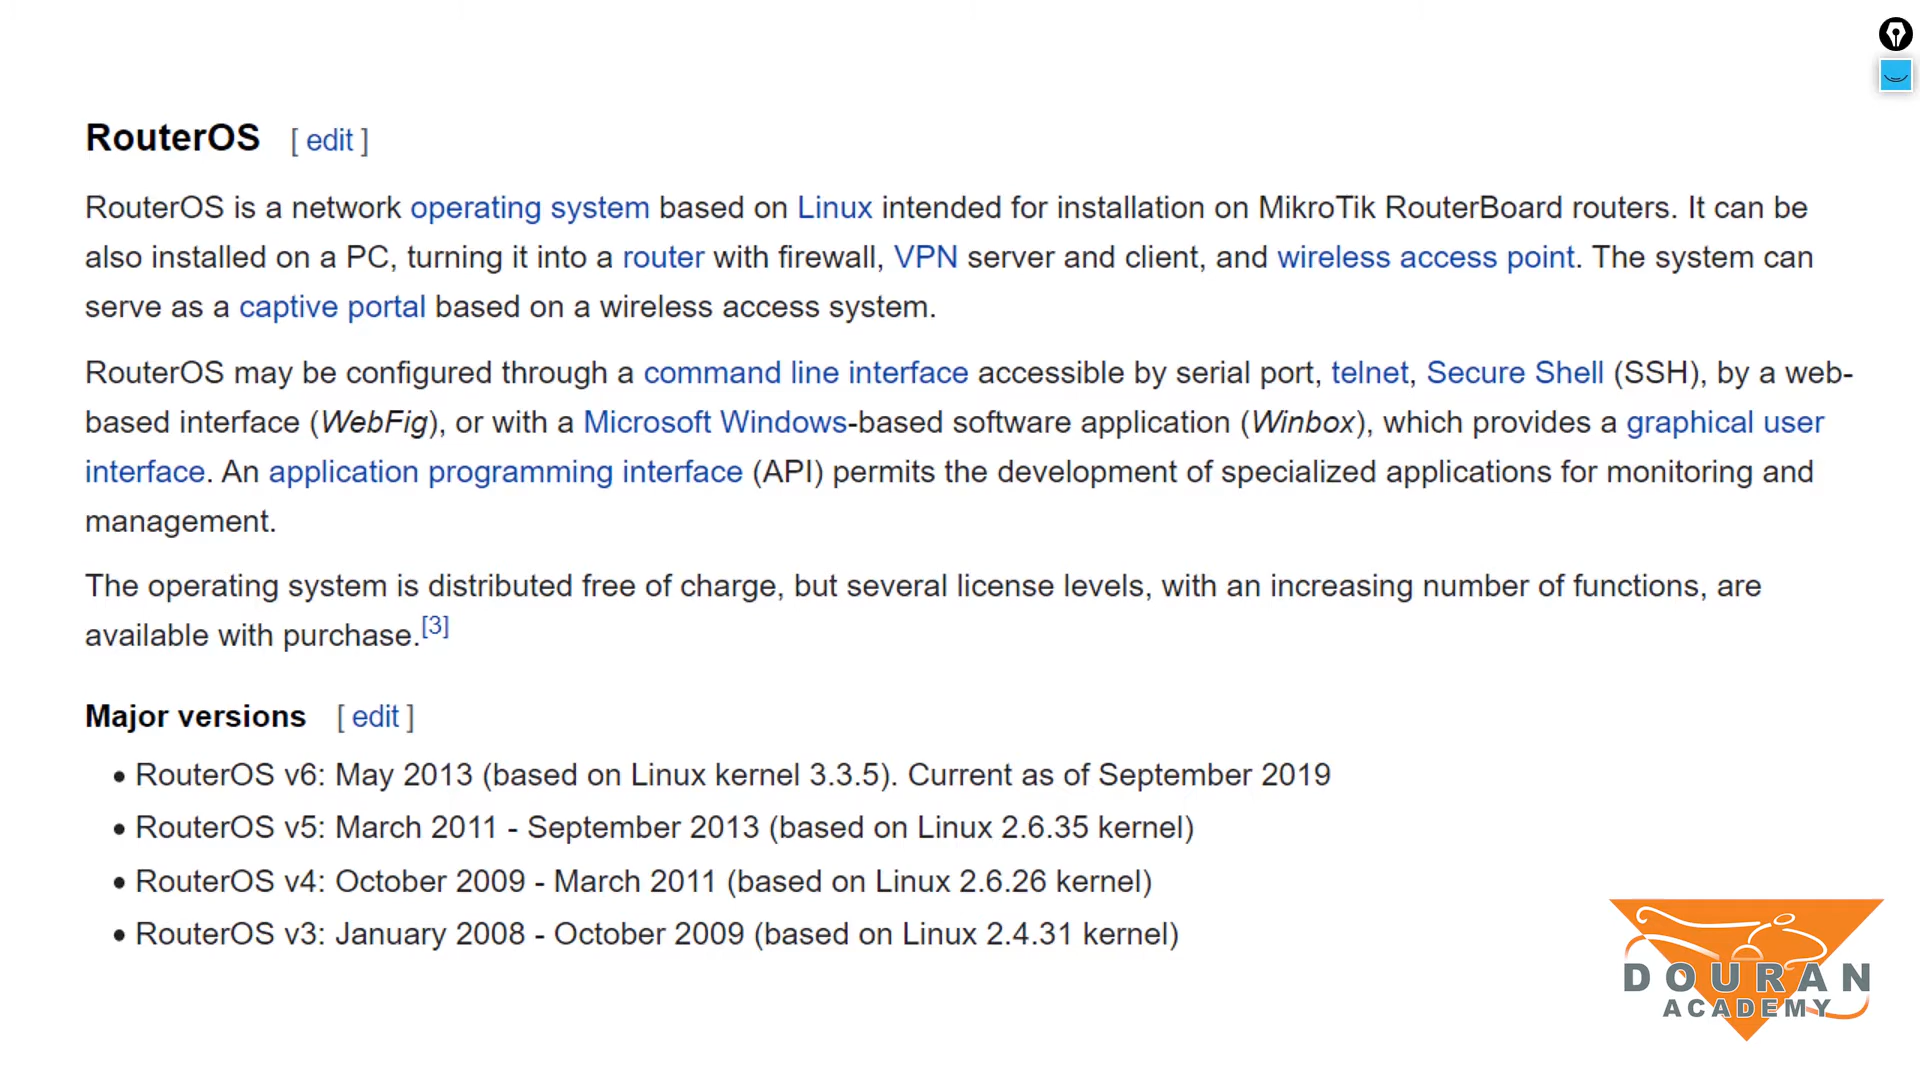 RouterOS [ edit ]
RouterOS is a network operating system based on Linux intended for installation on MikroTik RouterBoard routers. It can be
also installed on a PC, turning it into a router with firewall, VPN server and client, and wireless access point. The system can
serve as a captive portal based on a wireless access system.
RouterOS may be configured through a command line interface accessible by serial port, telnet, Secure Shell (SSH), by a web-
based interface (WebFig), or with a Microsoft Windows-based software application (Winbox), which provides a graphical user
interface. An application programming interface (API) permits the development of specialized applications for monitoring and
management.
The operating system is distributed free of charge, but several license levels, with an increasing number of functions, are
available with purchase.[3]
Major versions [ edit ]
• RouterOS v6: May 2013 (based on Linux kernel 3.3.5). Current as of September 2019
• RouterOS v5: March 2011 - September 2013 (based on Linux 2.6.35 kernel)
• RouterOS v4: October 2009 - March 2011 (based on Linux 2.6.26 kernel)
• RouterOS v3: January 2008 - October 2009 (based on Linux 2.4.31 kernel)
DOURAN
ACADEMY